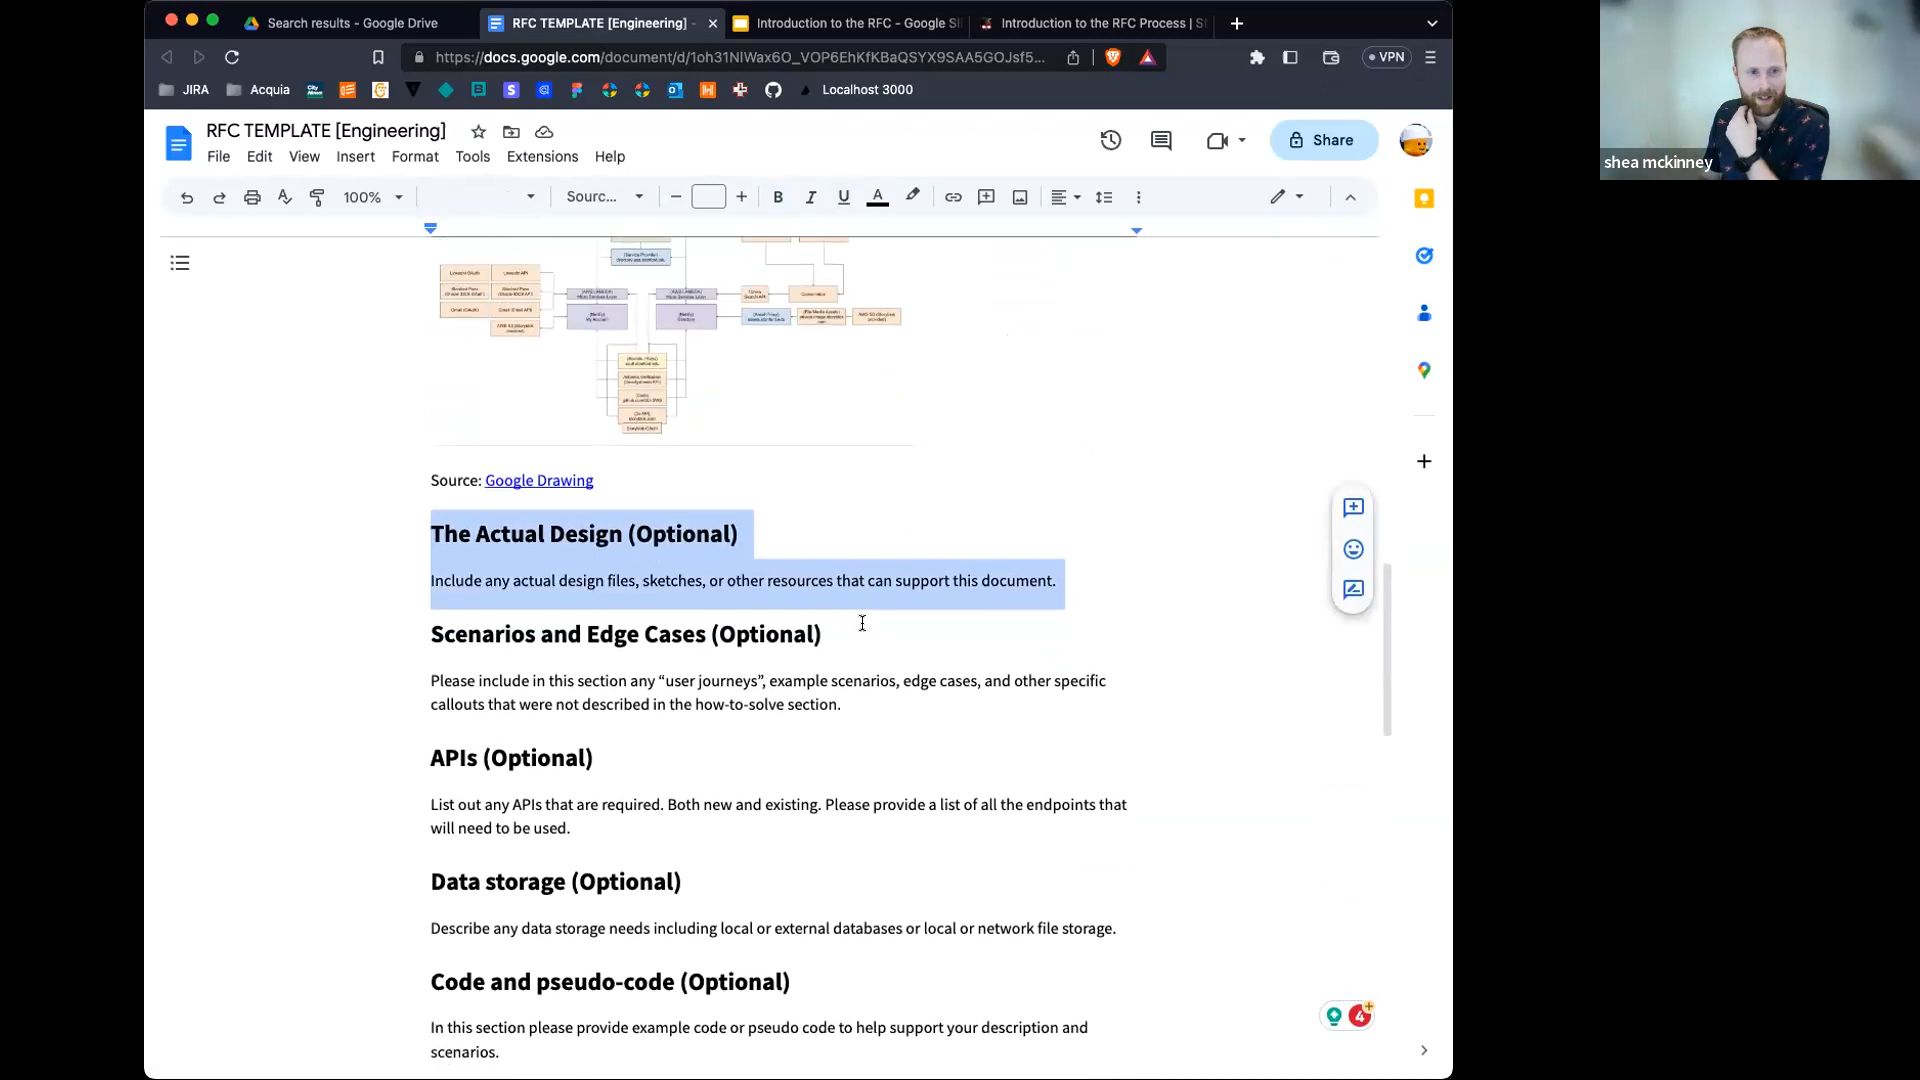 Search results - Google Drive
RFC TEMPLATE [Engineering] -
Introduction to the RFC - Google Sl
Introduction to the RFC Process | St
https://docs.google.com/document/d/1oh31NIWax6O_VOP6EhKfKBaQSYX9SAA5GOJsf5...
VPN
JIRA
Acquia
Localhost 3000
RFC TEMPLATE [Engineering]
File Edit View Insert Format Tools Extensions Help
Share
100%
Sourc...
shea mckinney
Source: Google Drawing
The Actual Design (Optional)
Include any actual design files, sketches, or other resources that can support this document.
Scenarios and Edge Cases (Optional)
Please include in this section any “user journeys”, example scenarios, edge cases, and other specific
callouts that were not described in the how-to-solve section.
APIs (Optional)
List out any APIs that are required. Both new and existing. Please provide a list of all the endpoints that
will need to be used.
Data storage (Optional)
Describe any data storage needs including local or external databases or local or network file storage.
Code and pseudo-code (Optional)
In this section please provide example code or pseudo code to help support your description and
scenarios.
4